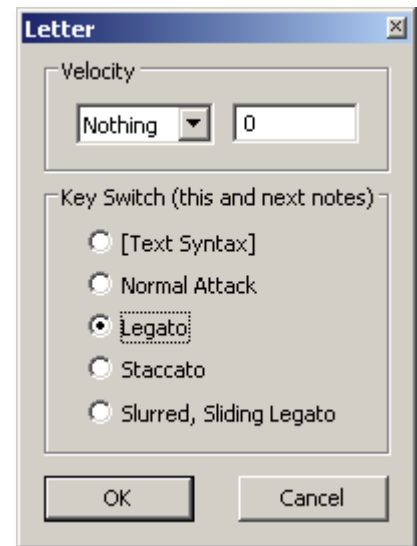 Letter
Velocity
Nothing 0
Key Switch (this and next notes)
[Text Syntax]
Normal Attack
Legato
Staccato
Slurred, Sliding Legato
OK Cancel